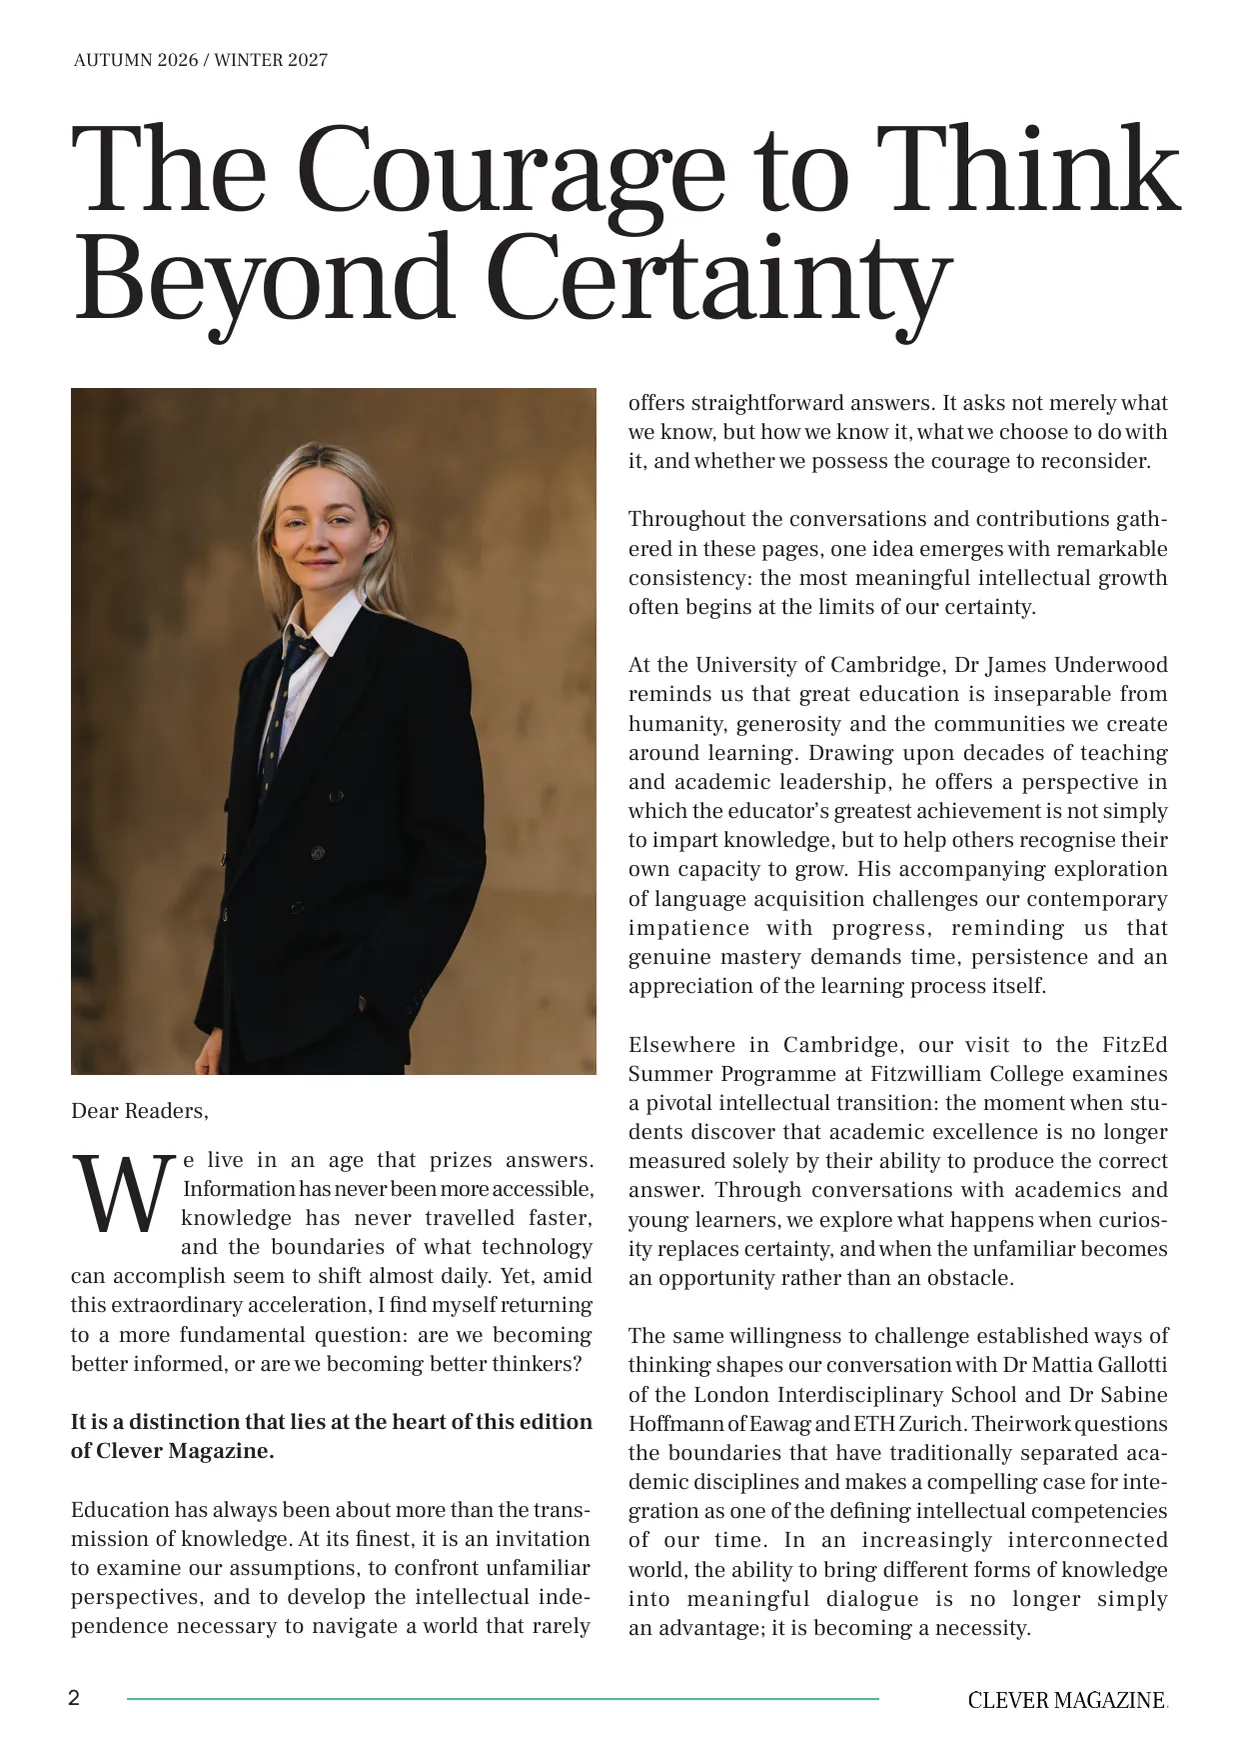 AUTUMN 2026 / WINTER 2027
The Courage to Think
Beyond Certainty
Dear Readers,
We live in an age that prizes answers.
Information has never been more accessible,
knowledge has never travelled faster,
and the boundaries of what technology
can accomplish seem to shift almost daily. Yet, amid
this extraordinary acceleration, I find myself returning
to a more fundamental question: are we becoming
better informed, or are we becoming better thinkers?
It is a distinction that lies at the heart of this edition
of Clever Magazine.
Education has always been about more than the trans-
mission of knowledge. At its finest, it is an invitation
to examine our assumptions, to confront unfamiliar
perspectives, and to develop the intellectual inde-
pendence necessary to navigate a world that rarely
offers straightforward answers. It asks not merely what
we know, but how we know it, what we choose to do with
it, and whether we possess the courage to reconsider.
Throughout the conversations and contributions gath-
ered in these pages, one idea emerges with remarkable
consistency: the most meaningful intellectual growth
often begins at the limits of our certainty.
At the University of Cambridge, Dr James Underwood
reminds us that great education is inseparable from
humanity, generosity and the communities we create
around learning. Drawing upon decades of teaching
and academic leadership, he offers a perspective in
which the educator’s greatest achievement is not simply
to impart knowledge, but to help others recognise their
own capacity to grow. His accompanying exploration
of language acquisition challenges our contemporary
impatience with progress, reminding us that
genuine mastery demands time, persistence and an
appreciation of the learning process itself.
Elsewhere in Cambridge, our visit to the FitzEd
Summer Programme at Fitzwilliam College examines
a pivotal intellectual transition: the moment when stu-
dents discover that academic excellence is no longer
measured solely by their ability to produce the correct
answer. Through conversations with academics and
young learners, we explore what happens when curios-
ity replaces certainty, and when the unfamiliar becomes
an opportunity rather than an obstacle.
The same willingness to challenge established ways of
thinking shapes our conversation with Dr Mattia Gallotti
of the London Interdisciplinary School and Dr Sabine
Hoffmann of Eawag and ETH Zurich. Their work questions
the boundaries that have traditionally separated aca-
demic disciplines and makes a compelling case for inte-
gration as one of the defining intellectual competencies
of our time. In an increasingly interconnected
world, the ability to bring different forms of knowledge
into meaningful dialogue is no longer simply
an advantage; it is becoming a necessity.
2
CLEVER MAGAZINE.